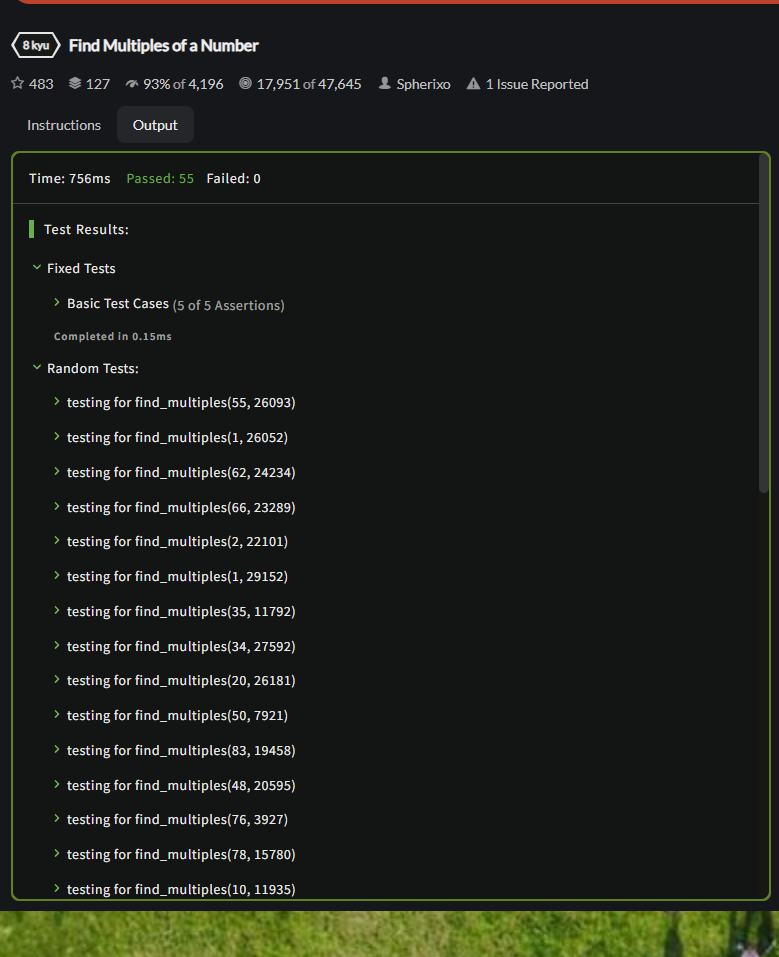 8 kyu Find Multiples of a Number
483 127 93% of 4,196 17,951 of 47,645 Spherixo 1 Issue Reported
Instructions Output
Time: 756ms Passed: 55 Failed: 0
Test Results:
Fixed Tests
Basic Test Cases (5 of 5 Assertions)
Completed in 0.15ms
Random Tests:
testing for find_multiples(55, 26093)
testing for find_multiples(1, 26052)
testing for find_multiples(62, 24234)
testing for find_multiples(66, 23289)
testing for find_multiples(2, 22101)
testing for find_multiples(1, 29152)
testing for find_multiples(35, 11792)
testing for find_multiples(34, 27592)
testing for find_multiples(20, 26181)
testing for find_multiples(50, 7921)
testing for find_multiples(83, 19458)
testing for find_multiples(48, 20595)
testing for find_multiples(76, 3927)
testing for find_multiples(78, 15780)
testing for find_multiples(10, 11935)